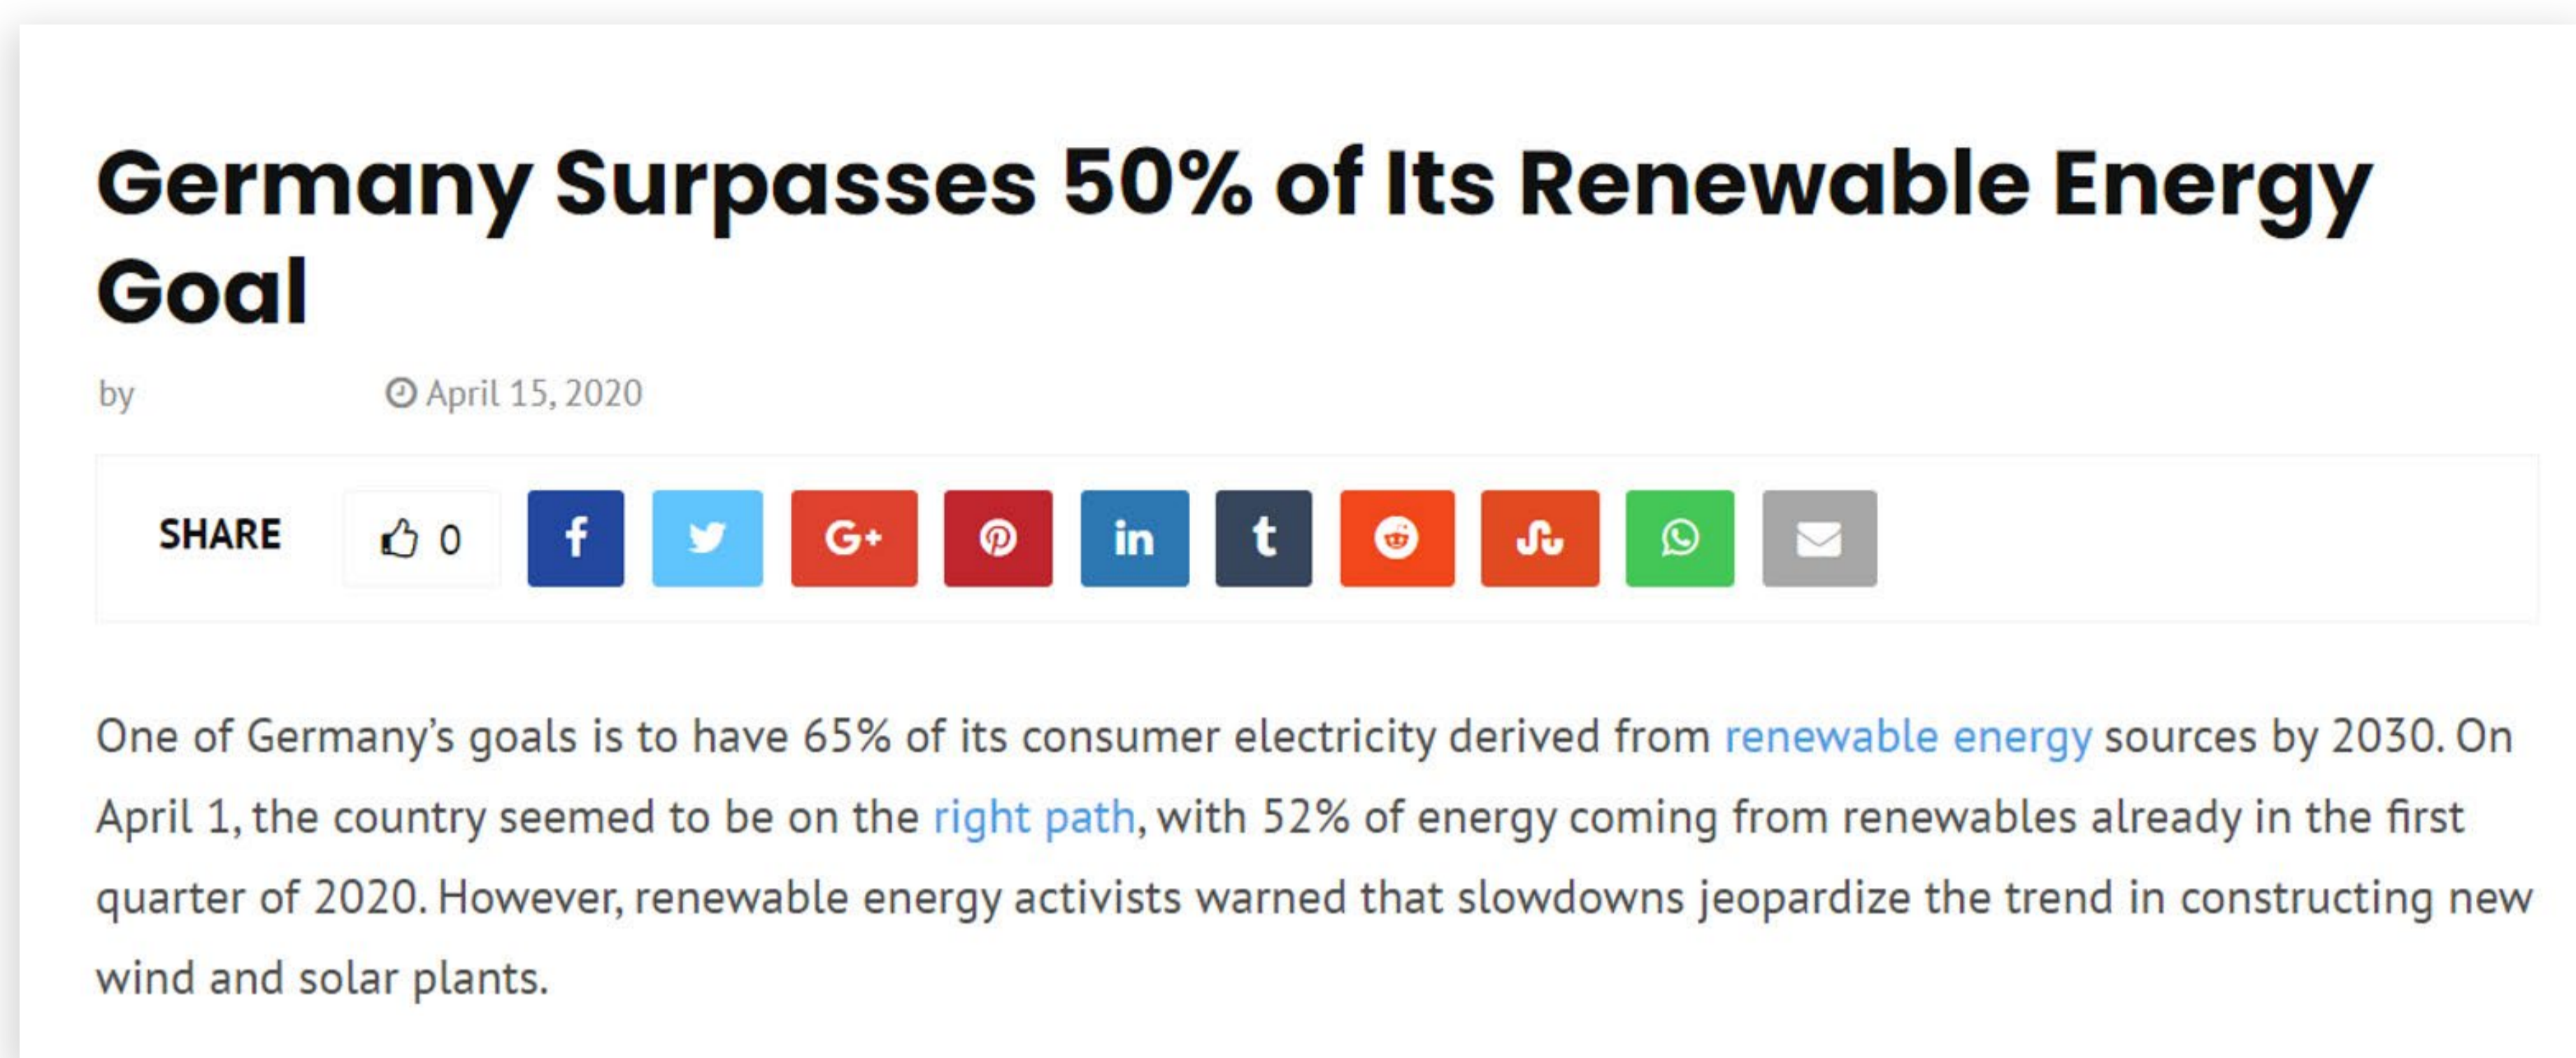 Germany Surpasses 50% of Its Renewable Energy
Goal
by April 15, 2020
SHARE 0 f G+ in t
One of Germany's goals is to have 65% of its consumer electricity derived from renewable energy sources by 2030. On
April 1, the country seemed to be on the right path, with 52% of energy coming from renewables already in the first
quarter of 2020. However, renewable energy activists warned that slowdowns jeopardize the trend in constructing new
wind and solar plants.